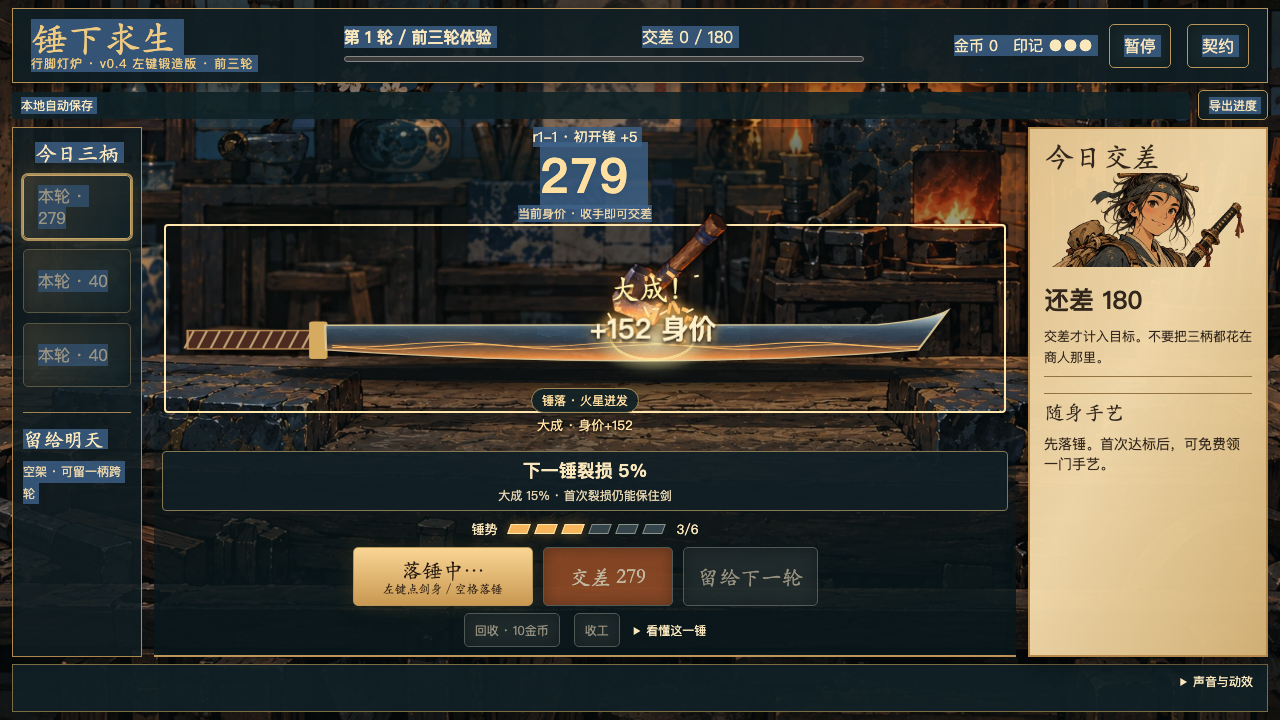 锤下求生
行脚灯炉 · v0.4 左键锻造版 · 前三轮
第 1 轮 / 前三轮体验
交差 0 / 180
金币 0 印记 ●●●
暂停
契约
本地自动保存
导出进度
今日三柄
本轮 ·
279
本轮 · 40
本轮 · 40
留给明天
空架 · 可留一柄跨
轮
r1–1 · 初开锋 +5
279
当前身价 · 收手即可交差
大成!
+152 身价
锤落 · 火星迸发
大成 · 身价+152
下一锤裂损 5%
大成 15% · 首次裂损仍能保住剑
锤势 3/6
落锤中…
左键点剑身 / 空格落锤
交差 279
留给下一轮
回收 · 10金币
收工
▶ 看懂这一锤
今日交差
还差 180
交差才计入目标。不要把三柄都花在
商人那里。
随身手艺
先落锤。首次达标后，可免费领
一门手艺。
▶ 声音与动效